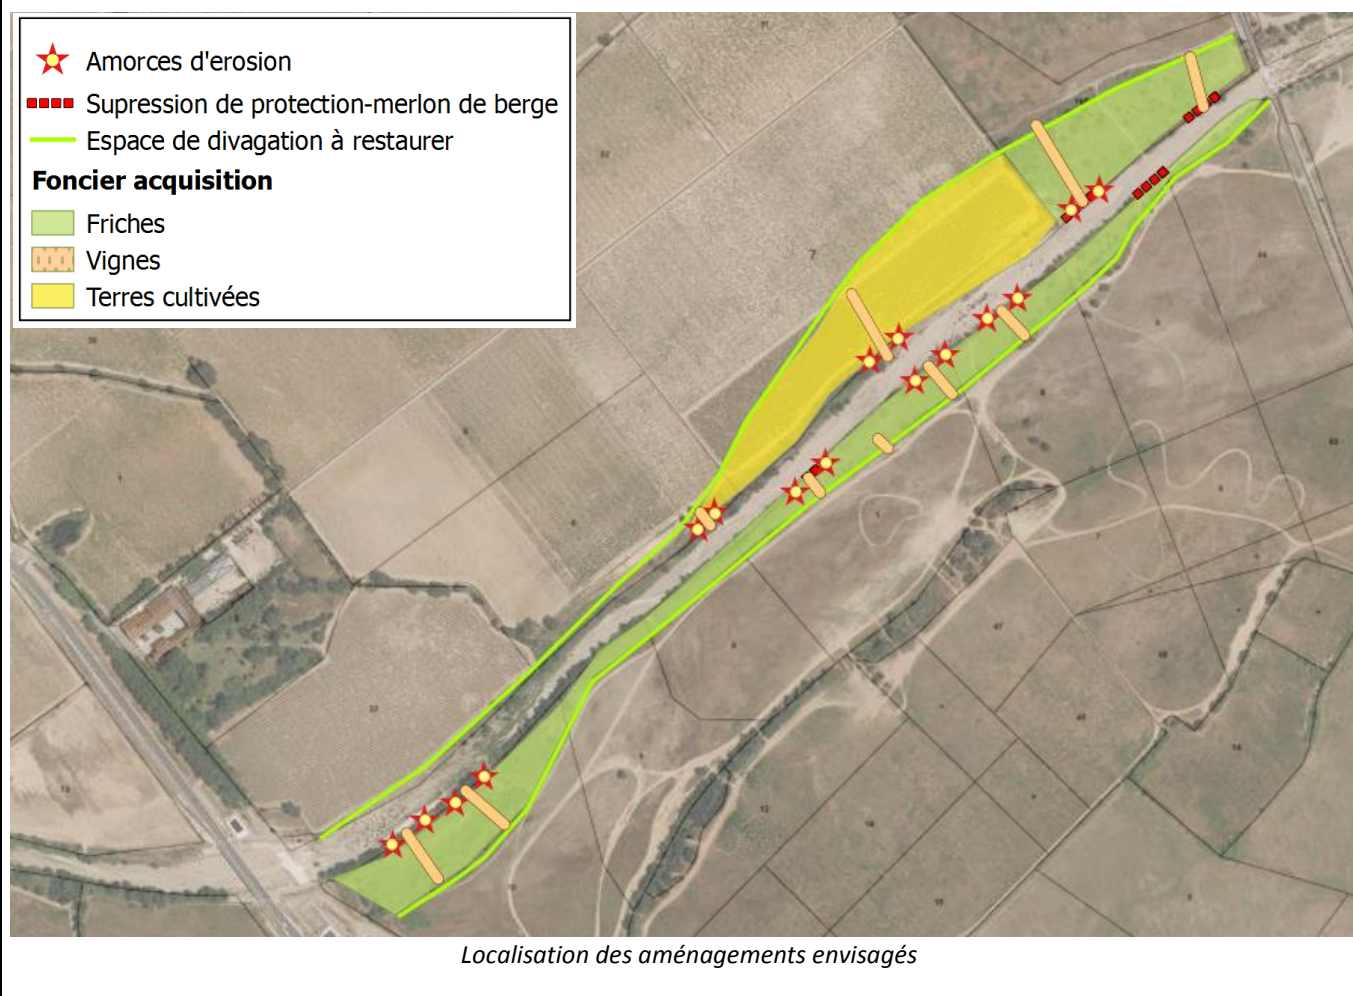 Amorces d'erosion
Supression de protection-merlon de berge
Espace de divagation à restaurer
Foncier acquisition
Friches
Vignes
Terres cultivées
Localisation des aménagements envisagés